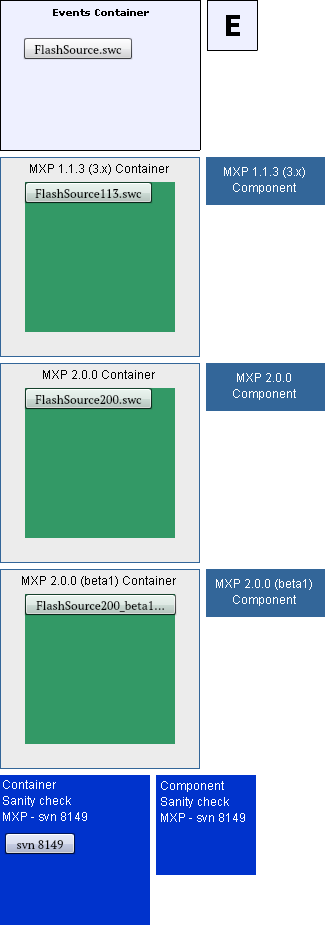 Events Container
E
FlashSource.swc
MXP 1.1.3 (3.x) Container
FlashSource113.swc
MXP 1.1.3 (3.x)
Component
MXP 2.0.0 Container
FlashSource200.swc
MXP 2.0.0
Component
MXP 2.0.0 (beta1) Container
FlashSource200_beta1...
MXP 2.0.0 (beta1)
Component
Container
Sanity check
MXP - svn 8149
svn 8149
Component
Sanity check
MXP - svn 8149